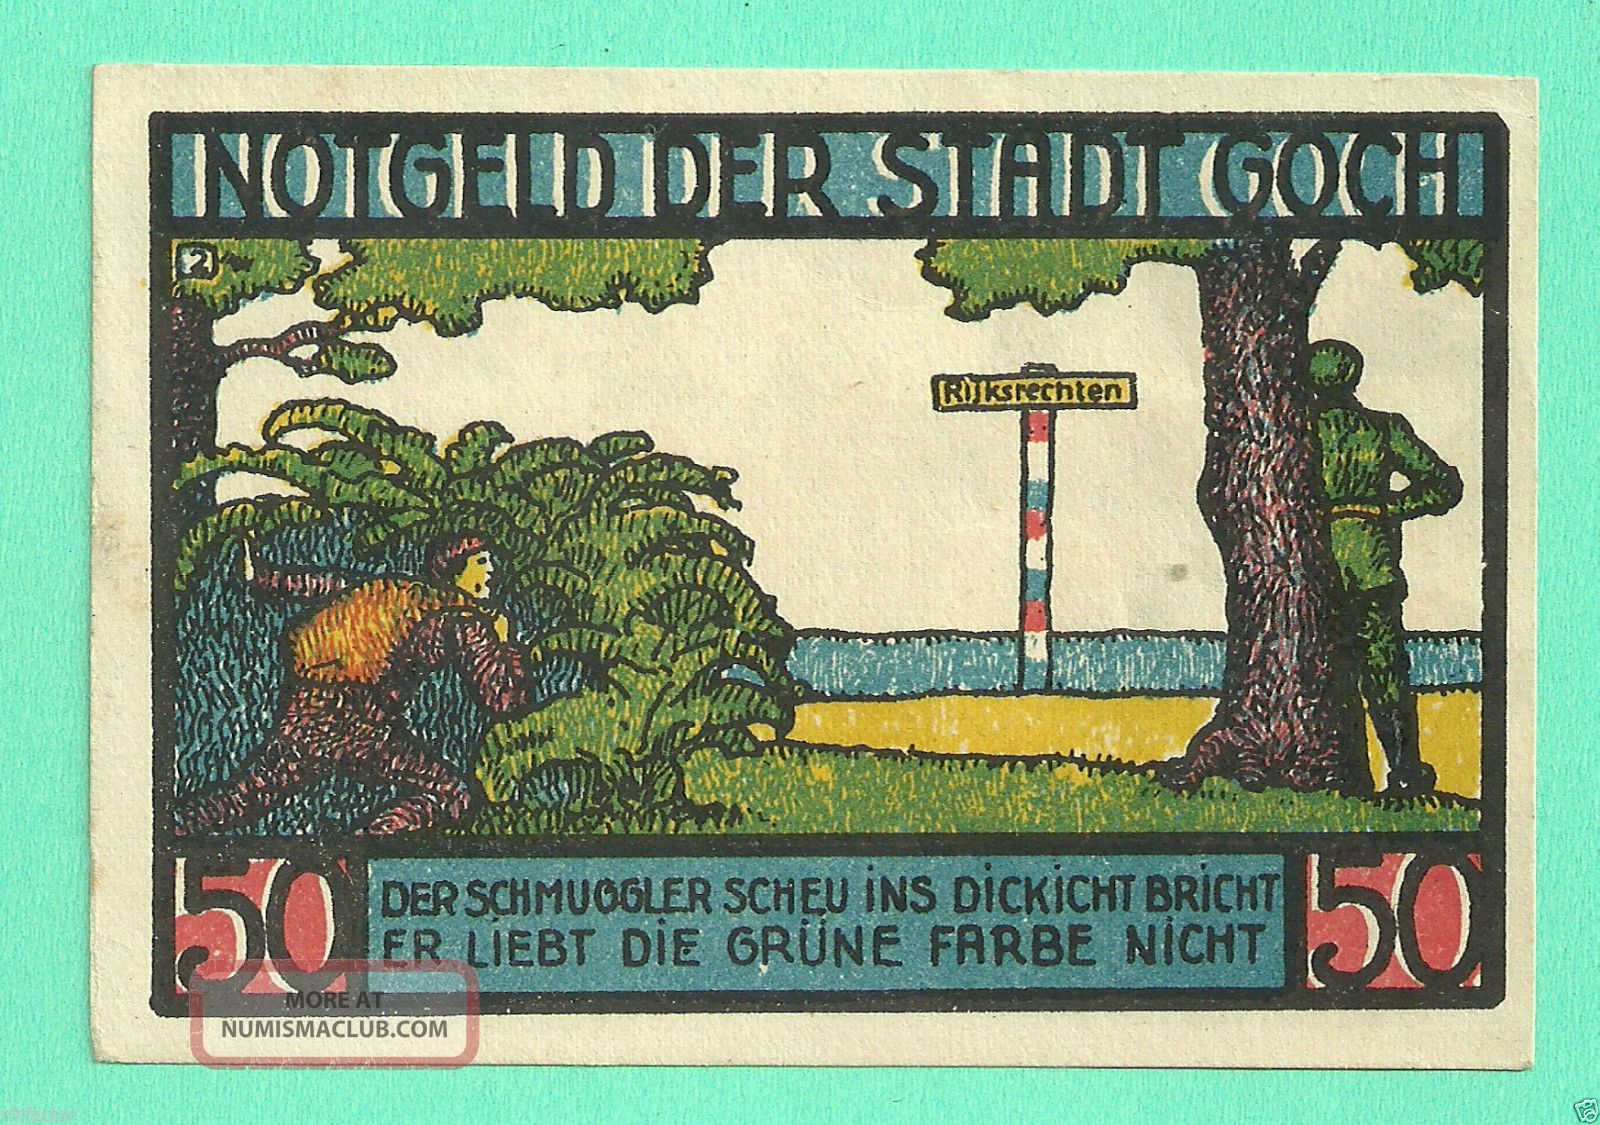 NOTGELD DER STADT GOCH
2
Rijksrechten
50
DER SCHMUGGLER SCHEU INS DICKICHT BRICHT
ER LIEBT DIE GRÜNE FARBE NICHT
50
MORE AT
NUMISMACLUB.COM